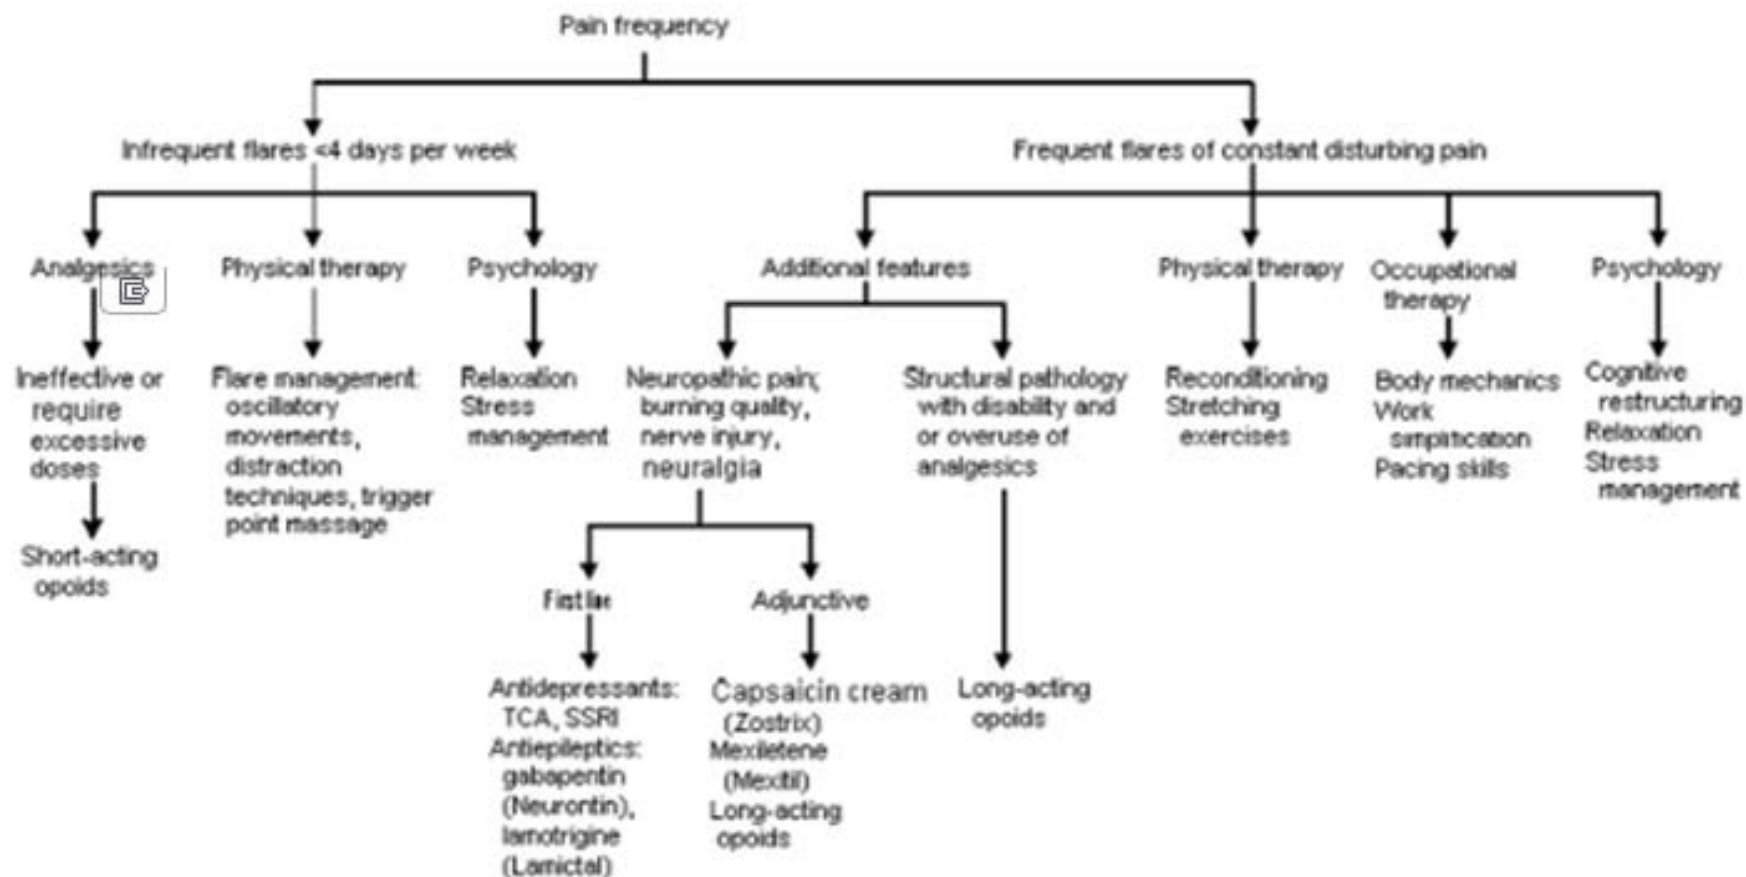 Pain frequency
Infrequent flares <4 days per week
Frequent flares of constant disturbing pain
Analgesics
Physical therapy
Psychology
Additional features
Physical therapy
Occupational
therapy
Psychology
Ineffective or
require
excessive
doses
Flare management:
oscillatory
movements,
distraction
techniques, trigger
point massage
Relaxation
Stress
management
Neuropathic pain;
burning quality,
nerve injury,
neuralgia
Structural pathology
with disability and
or overuse of
analgesics
Reconditioning
Stretching
exercises
Body mechanics
Work
simplification
Pacing skills
Cognitive
restructuring
Relaxation
Stress
management
Short-acting
opoids
Adjunctive
Antidepressants:
TCA, SSRI
Antiepileptics:
gabapentin
(Neurontin),
lamotrigine
(Lamictal)
Capsaicin cream
(Zostrix)
Mexiletene
(Mexitil)
Long-acting
opoids
Long-acting
opoids